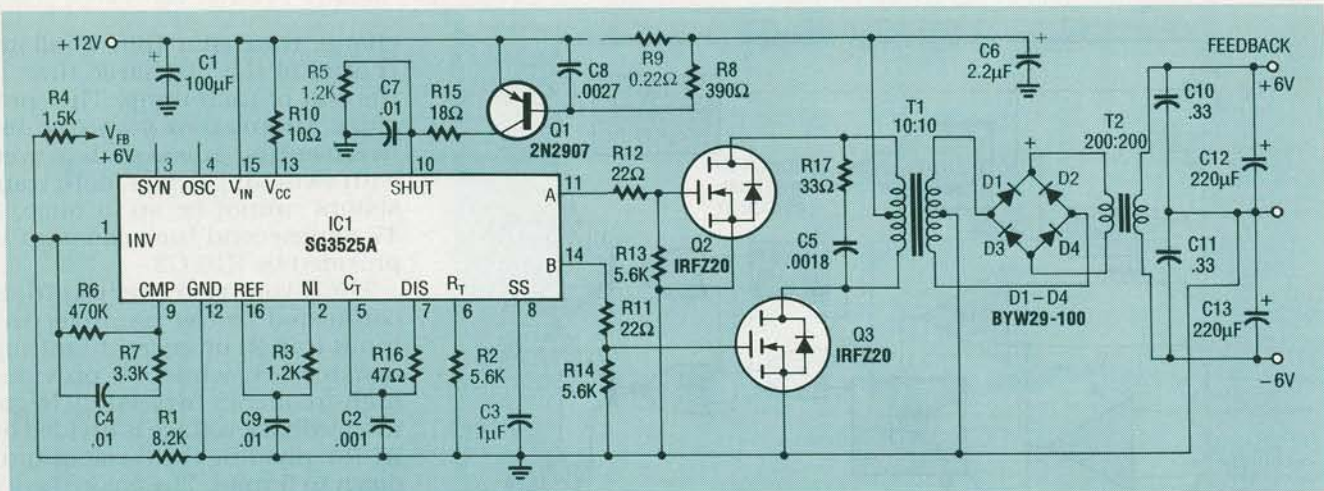 +12V
C1
100µF
R4
1.5K
VFB
+6V
R5
1.2K
C7
.01
R10
10Ω
R15
18Ω
Q1
2N2907
C8
.0027
R9
0.22Ω
R8
390Ω
C6
2.2µF
+
FEEDBACK
+6V
3
4
15
13
10
SYN
OSC
VIN
VCC
SHUT
1
INV
IC1
SG3525A
A
11
B
14
R12
22Ω
R13
5.6K
Q2
IRFZ20
R11
22Ω
R14
5.6K
Q3
IRFZ20
R17
33Ω
C5
.0018
T1
10:10
+
D1
D2
D3
D4
D1–D4
BYW29-100
T2
200:200
C10
.33
C12
220µF
+
C11
.33
C13
220µF
+
-6V
CMP
GND
REF
NI
CT
DIS
RT
SS
9
12
16
2
5
7
6
8
R6
470K
R7
3.3K
C4
.01
R1
8.2K
R3
1.2K
C9
.01
R16
47Ω
C2
.001
R2
5.6K
C3
1µF